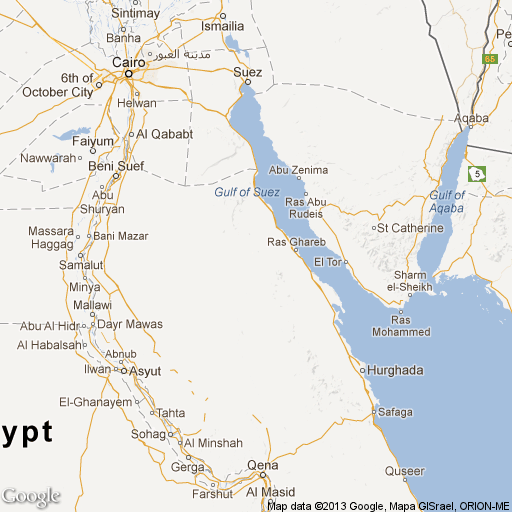 Sintimay
Banha
Ismailia
Cairo
مدينة العبور
65
6th of
October City
Suez
Helwan
Al Qababt
Aqaba
Faiyum
Nawwarah
Beni Suef
Abu Zenima
5
Gulf of Suez
Ras Abu
Rudeis
Gulf of
Aqaba
Abu
Shuryan
St Catherine
Massara
Haggag
Bani Mazar
Ras Ghareb
Samalut
El Tor
Sharm
el-Sheikh
Minya
Mallawi
Abu Al Hidr
Dayr Mawas
Ras
Mohammed
Al Habalsah
Abnub
Ilwan
Asyut
Hurghada
El-Ghanayem
Tahta
Safaga
ypt
Sohag
Al Minshah
Gerga
Qena
Quseer
Farshut
Al Masid
Google
Map data ©2013 Google, Mapa GISrael, ORION-ME